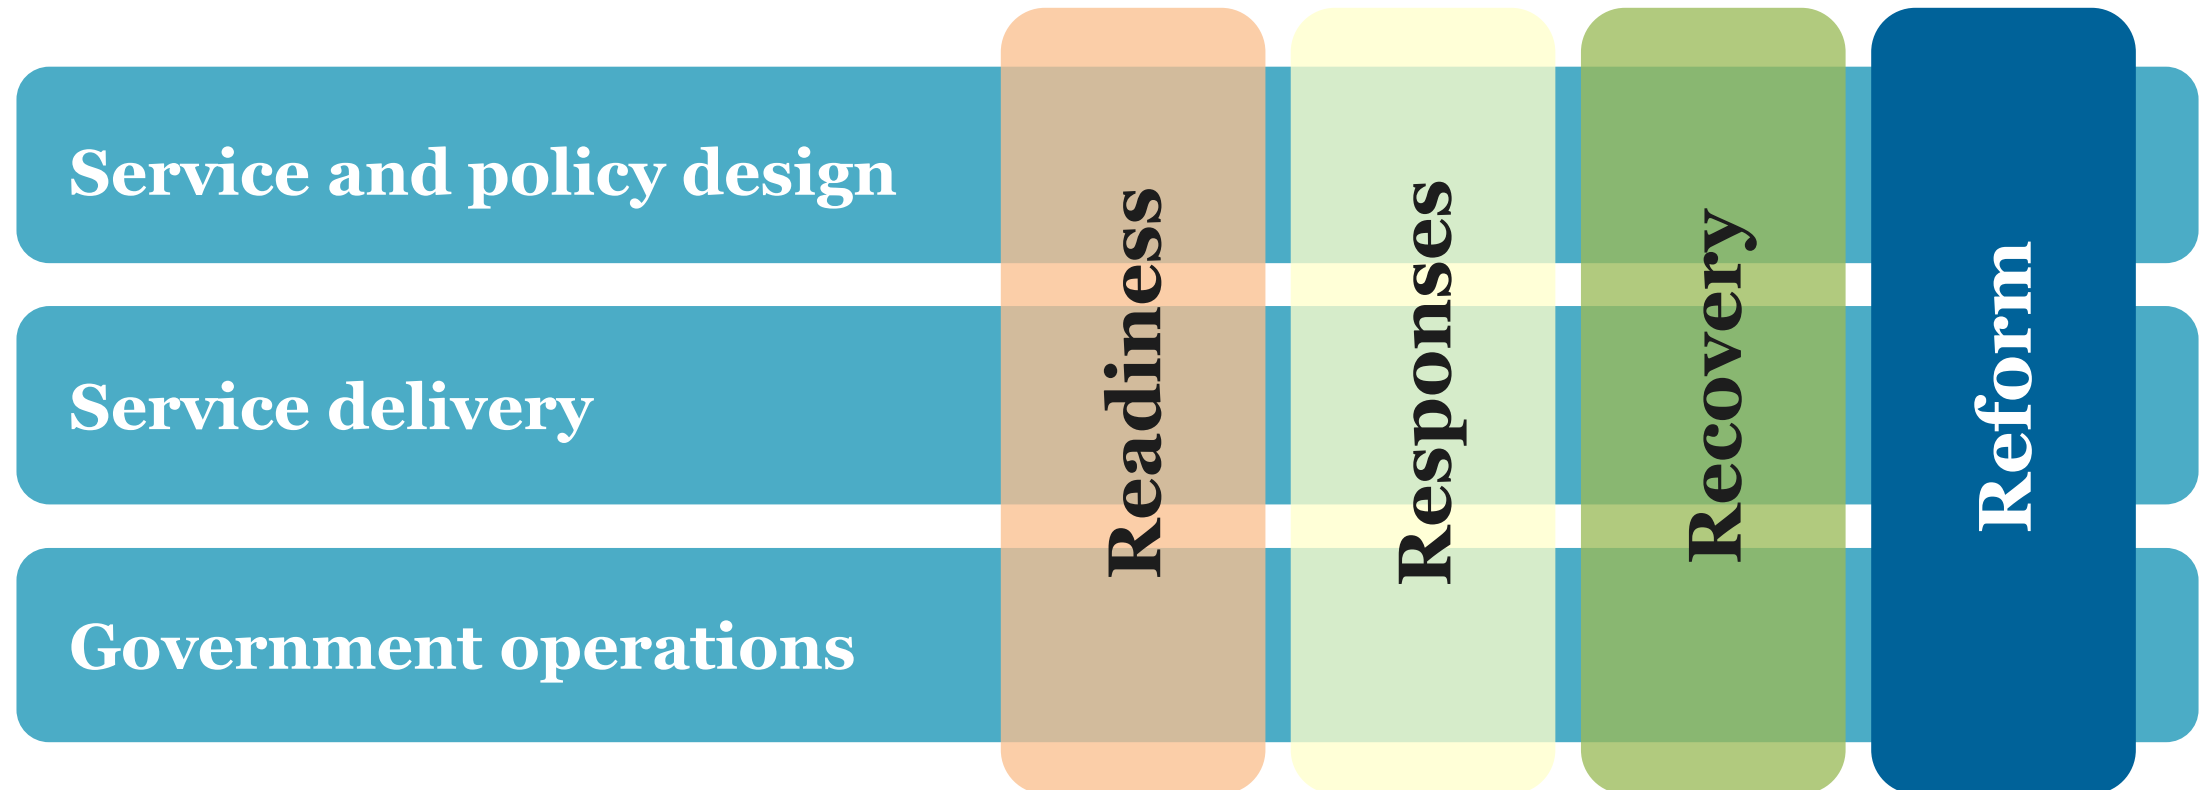 Service and policy design
Service delivery
Government operations
Readiness
Responses
Recovery
Reform